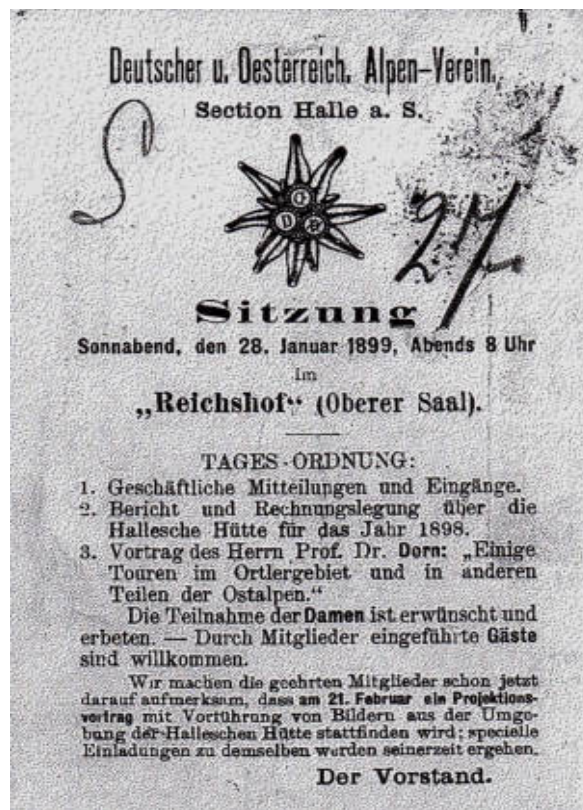 Deutscher u. Oesterreich. Alpen-Verein.
Section Halle a. S.
Sitzung
Sonnabend, den 28. Januar 1899, Abends 8 Uhr
im
„Reichshof“ (Oberer Saal).
TAGES-ORDNUNG:
1. Geschäftliche Mitteilungen und Eingänge.
2. Bericht und Rechnungslegung über die
Hallesche Hütte für das Jahr 1898.
3. Vortrag des Herrn Prof. Dr. Dorn: „Einige
Touren im Ortlergebiet und in anderen
Teilen der Ostalpen.“
Die Teilnahme der Damen ist erwünscht und
erbeten. — Durch Mitglieder eingeführte Gäste
sind willkommen.
Wir machen die geehrten Mitglieder schon jetzt
darauf aufmerksam, dass am 21. Februar ein Projektions-
vortrag mit Vorführung von Bildern aus der Umge-
bung der Halleschen Hütte stattfinden wird; specielle
Einladungen zu demselben werden seinerzeit ergehen.
Der Vorstand.